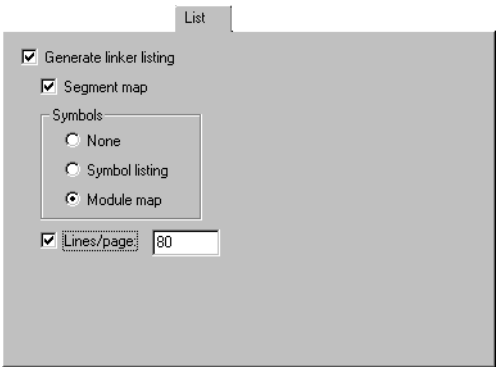 List
Generate linker listing
Segment map
Symbols
None
Symbol listing
Module map
Lines/page: 80